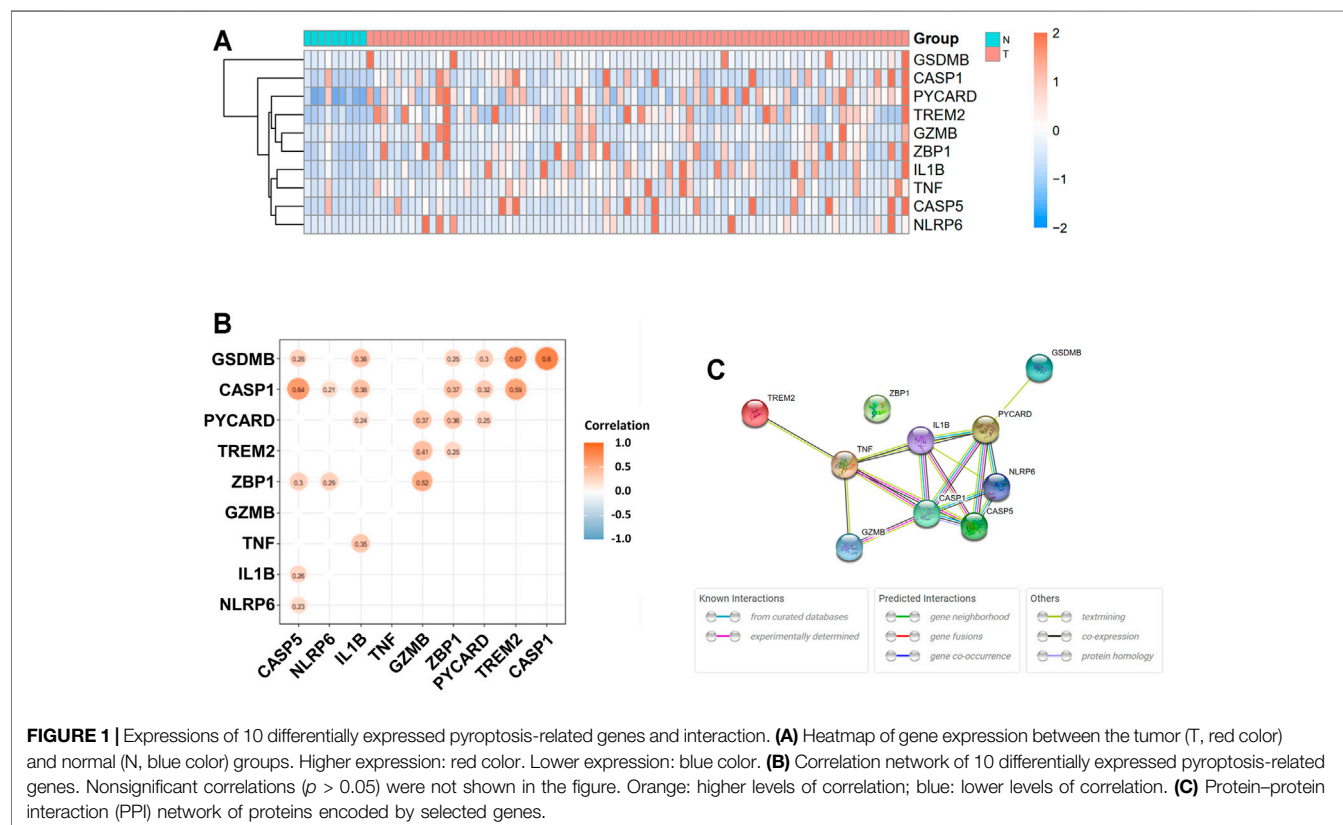 A
Group
N
T
GSDMB
CASP1
PYCARD
TREM2
GZMB
ZBP1
IL1B
TNF
CASP5
NLRP6
2
1
0
−1
−2
B
GSDMB 0.26 0.38 0.25 0.3 0.67 0.8
CASP1 0.64 0.21 0.38 0.37 0.32 0.59
PYCARD 0.24 0.37 0.36 0.25
TREM2 0.41 0.25
ZBP1 0.3 0.29 0.52
GZMB
TNF 0.35
IL1B 0.26
NLRP6 0.23
CASP5 NLRP6 IL1B TNF GZMB ZBP1 PYCARD TREM2 CASP1
Correlation
1.0
0.5
0.0
-0.5
-1.0
C
GSDMB
TREM2
ZBP1
PYCARD
IL1B
TNF
NLRP6
CASP1
CASP5
GZMB
Known Interactions
from curated databases
experimentally determined
Predicted Interactions
gene neighborhood
gene fusions
gene co-occurrence
Others
textmining
co-expression
protein homology
FIGURE 1 | Expressions of 10 differentially expressed pyroptosis-related genes and interaction. (A) Heatmap of gene expression between the tumor (T, red color)
and normal (N, blue color) groups. Higher expression: red color. Lower expression: blue color. (B) Correlation network of 10 differentially expressed pyroptosis-related
genes. Nonsignificant correlations (p > 0.05) were not shown in the figure. Orange: higher levels of correlation; blue: lower levels of correlation. (C) Protein–protein
interaction (PPI) network of proteins encoded by selected genes.